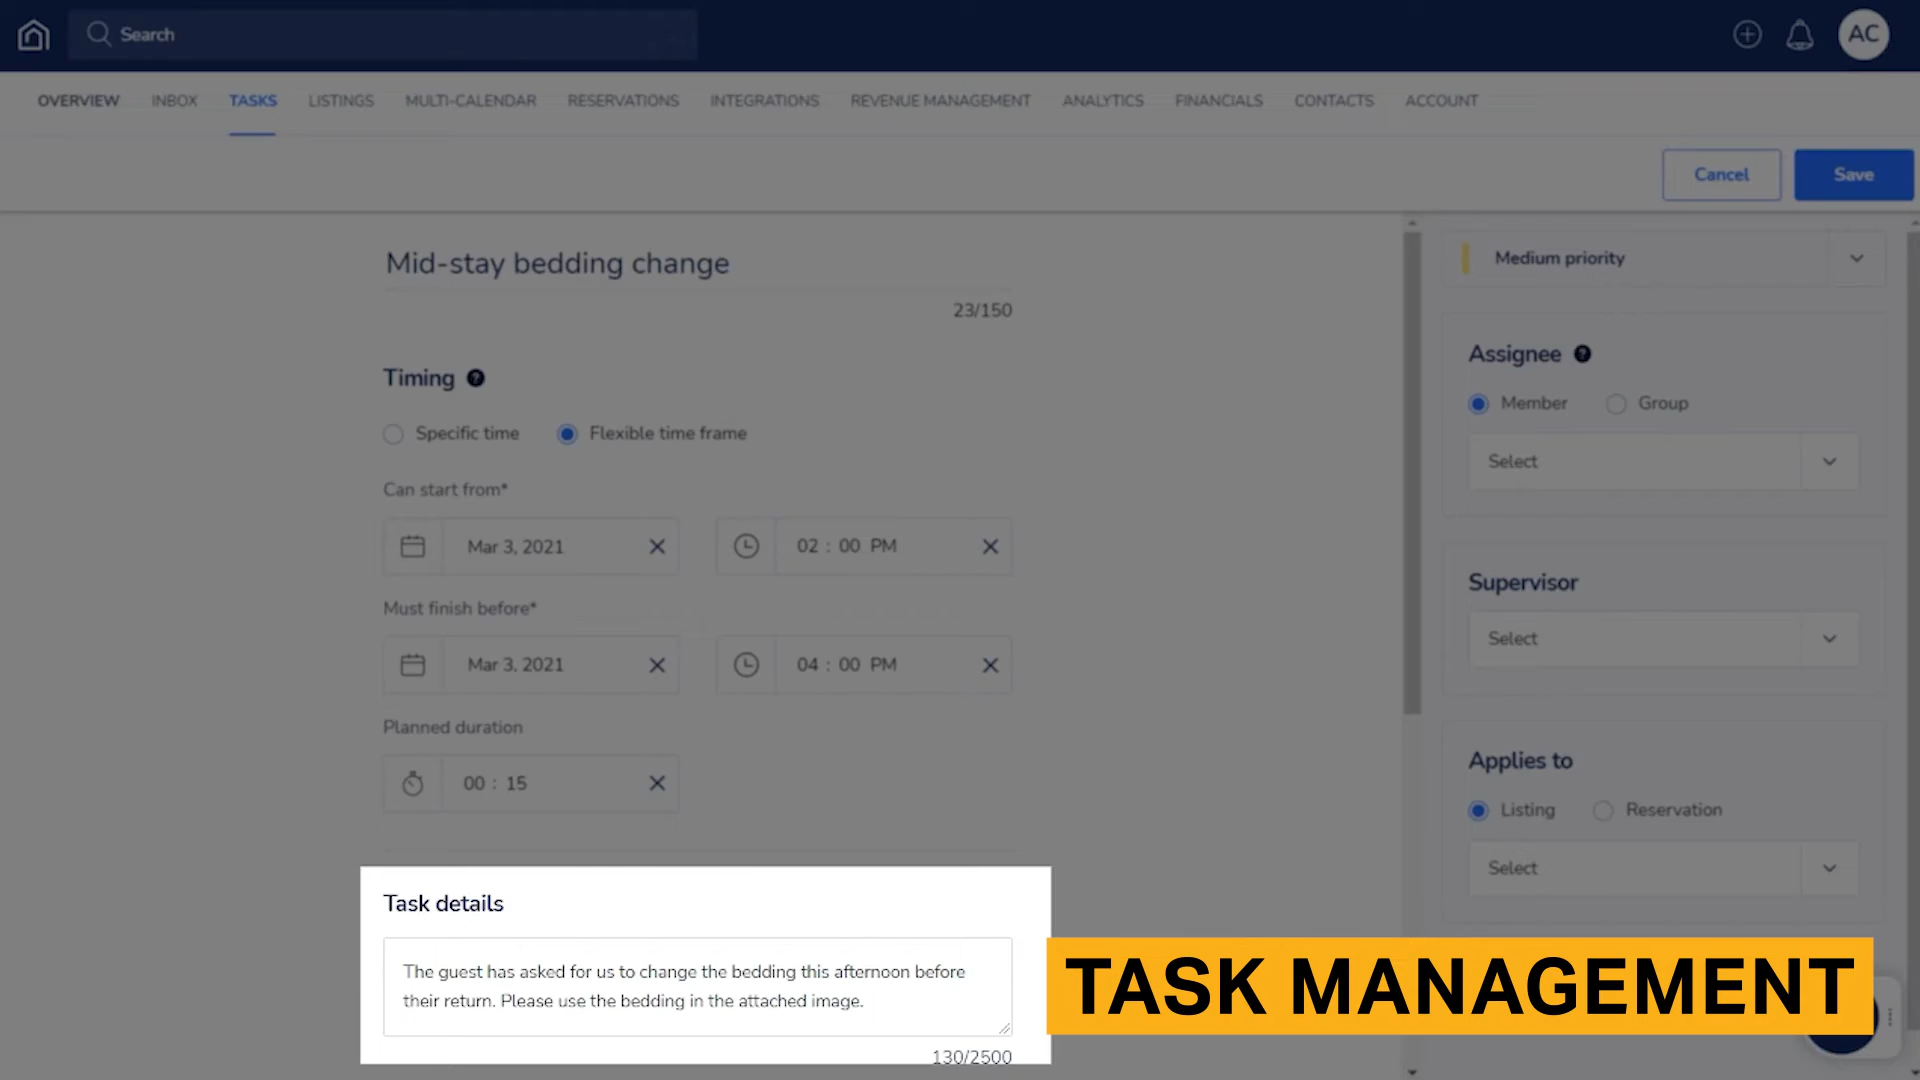 Search
AC
OVERVIEW INBOX TASKS LISTINGS MULTI-CALENDAR RESERVATIONS INTEGRATIONS REVENUE MANAGEMENT ANALYTICS FINANCIALS CONTACTS ACCOUNT
Cancel Save
Mid-stay bedding change
23/150
Timing ?
Specific time Flexible time frame
Can start from*
Mar 3, 2021 02 : 00 PM
Must finish before*
Mar 3, 2021 04 : 00 PM
Planned duration
00 : 15
Task details
The guest has asked for us to change the bedding this afternoon before
their return. Please use the bedding in the attached image.
130/2500
Medium priority
Assignee ?
Member Group
Select
Supervisor
Select
Applies to
Listing Reservation
Select
TASK MANAGEMENT